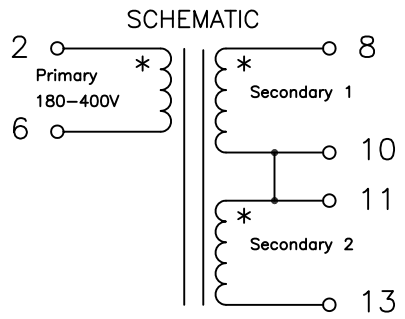 SCHEMATIC
2
Primary
180-400V
6
*
*
8
Secondary 1
10
11
*
Secondary 2
13